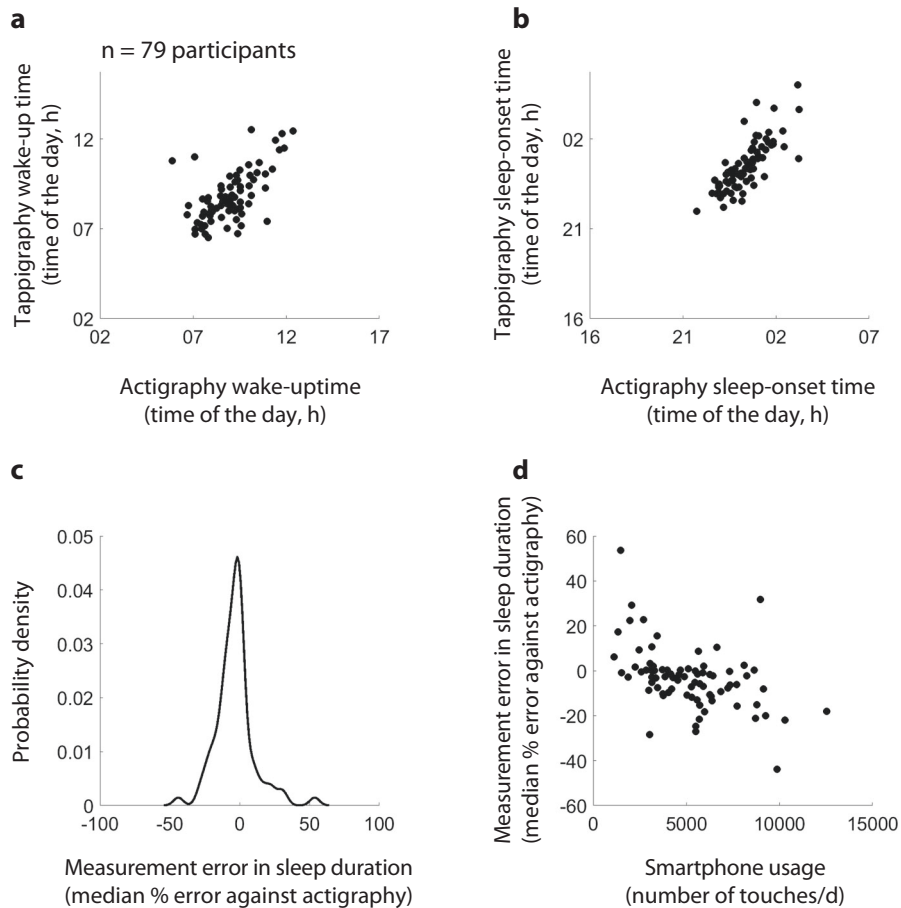 a
n = 79 participants
Tappigraphy wake-up time
(time of the day, h)
12
07
02
02 07 12 17
Actigraphy wake-uptime
(time of the day, h)
b
Tappigraphy sleep-onset time
(time of the day, h)
02
21
16
16 21 02 07
Actigraphy sleep-onset time
(time of the day, h)
c
Probability density
0.05
0.04
0.03
0.02
0.01
0
-100 -50 0 50 100
Measurement error in sleep duration
(median % error against actigraphy)
d
Measurement error in sleep duration
(median % error against actigraphy)
60
40
20
0
-20
-40
-60
0 5000 10000 15000
Smartphone usage
(number of touches/d)